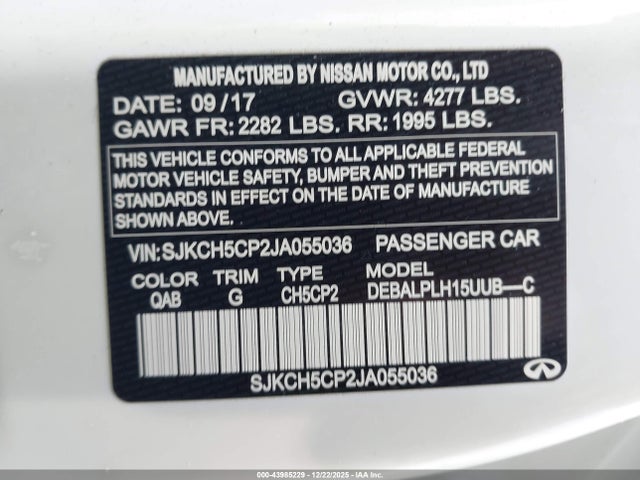 MANUFACTURED BY NISSAN MOTOR CO., LTD
DATE: 09 /17 GVWR: 4277 LBS.
GAWR FR: 2282 LBS. RR: 1995 LBS.
THIS VEHICLE CONFORMS TO ALL APPLICABLE FEDERAL
MOTOR VEHICLE SAFETY, BUMPER AND THEFT PREVENTION
STANDARDS IN EFFECT ON THE DATE OF MANUFACTURE
SHOWN ABOVE.
VIN: SJKCH5CP2JA055036 PASSENGER CAR
COLOR TRIM TYPE
QAB G CH5CP2 DEBALPLH15UUB--C
SJKCH5CP2JA055036
000-43985229 - 12/22/2025 - CA